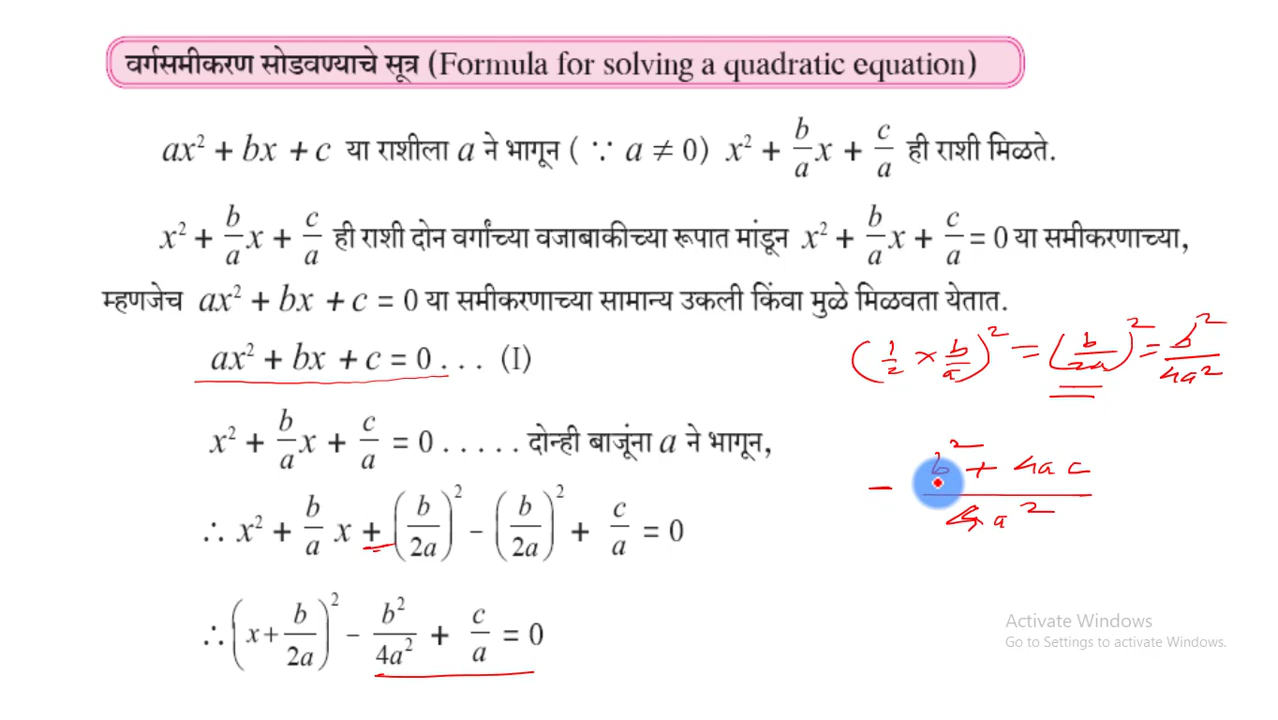 वर्गसमीकरण सोडवण्याचे सूत्र (Formula for solving a quadratic equation)
ax² + bx + c या राशीला a ने भागून ( ∵ a ≠ 0) x² + b/a x + c/a ही राशी मिळते.
x² + b/a x + c/a ही राशी दोन वर्गांच्या वजाबाकीच्या रूपात मांडून x² + b/a x + c/a = 0 या समीकरणाच्या,
म्हणजेच ax² + bx + c = 0 या समीकरणाच्या सामान्य उकली किंवा मुळे मिळवता येतात.
ax² + bx + c = 0 . . . (I)
(1/2 × b/a)² = (b/2a)² = b²/4a²
x² + b/a x + c/a = 0 . . . . . दोन्ही बाजूंना a ने भागून,
- b² + 4ac / 4a²
∴ x² + b/a x + (b/2a)² - (b/2a)² + c/a = 0
∴ (x + b/2a)² - b²/4a² + c/a = 0
Activate Windows
Go to Settings to activate Windows.